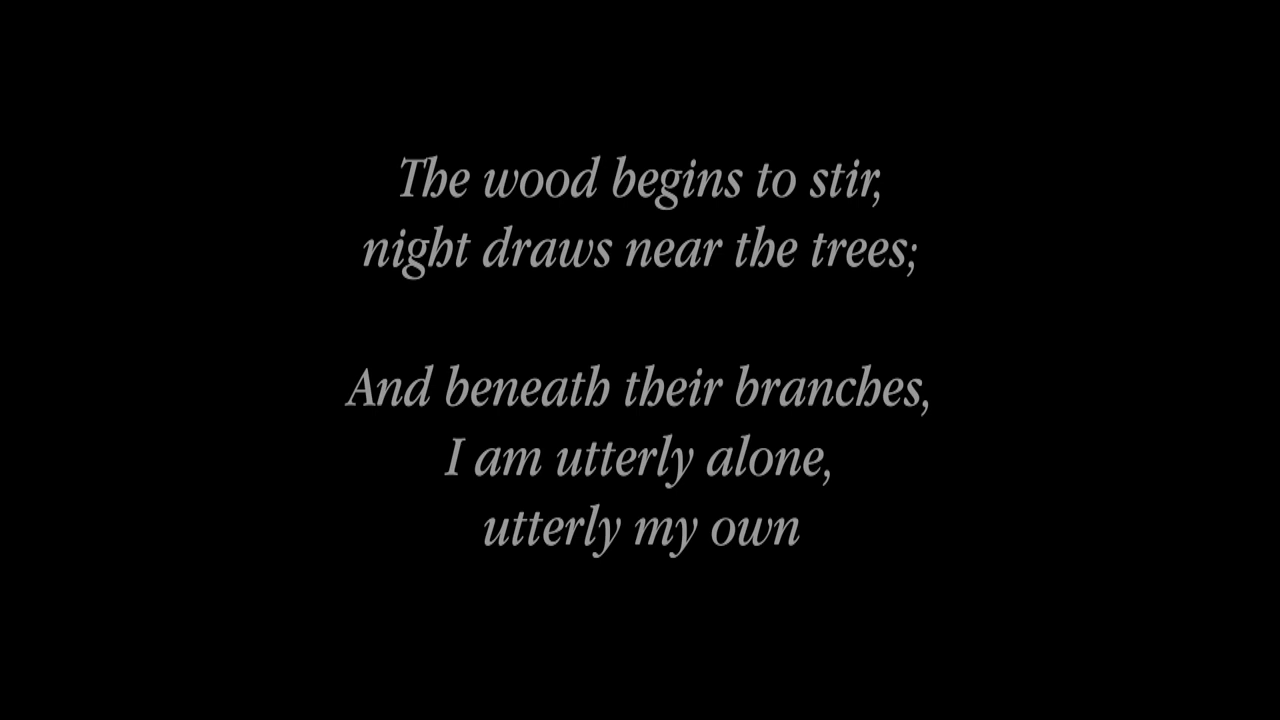 The wood begins to stir,
night draws near the trees;
And beneath their branches,
I am utterly alone,
utterly my own